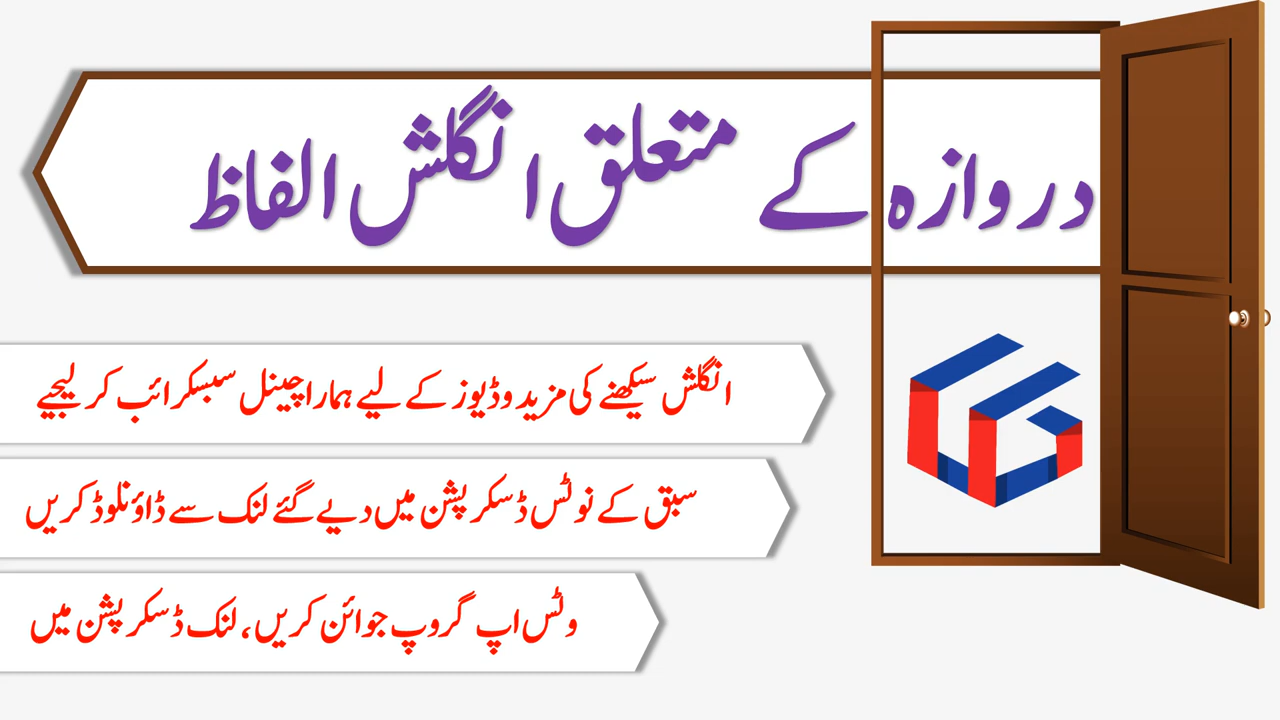 دروازہ کے متعلق انگلش الفاظ
انگلش سیکھنے کی مزید وڈیوز کے لیے ہمارا چینل سبسکرائب کر لیجیے
سبق کے نوٹس ڈسکرپشن میں دیے گئے لنک سے ڈاؤنلوڈ کریں
وٹس اپ گروپ جوائن کریں، لنک ڈسکرپشن میں